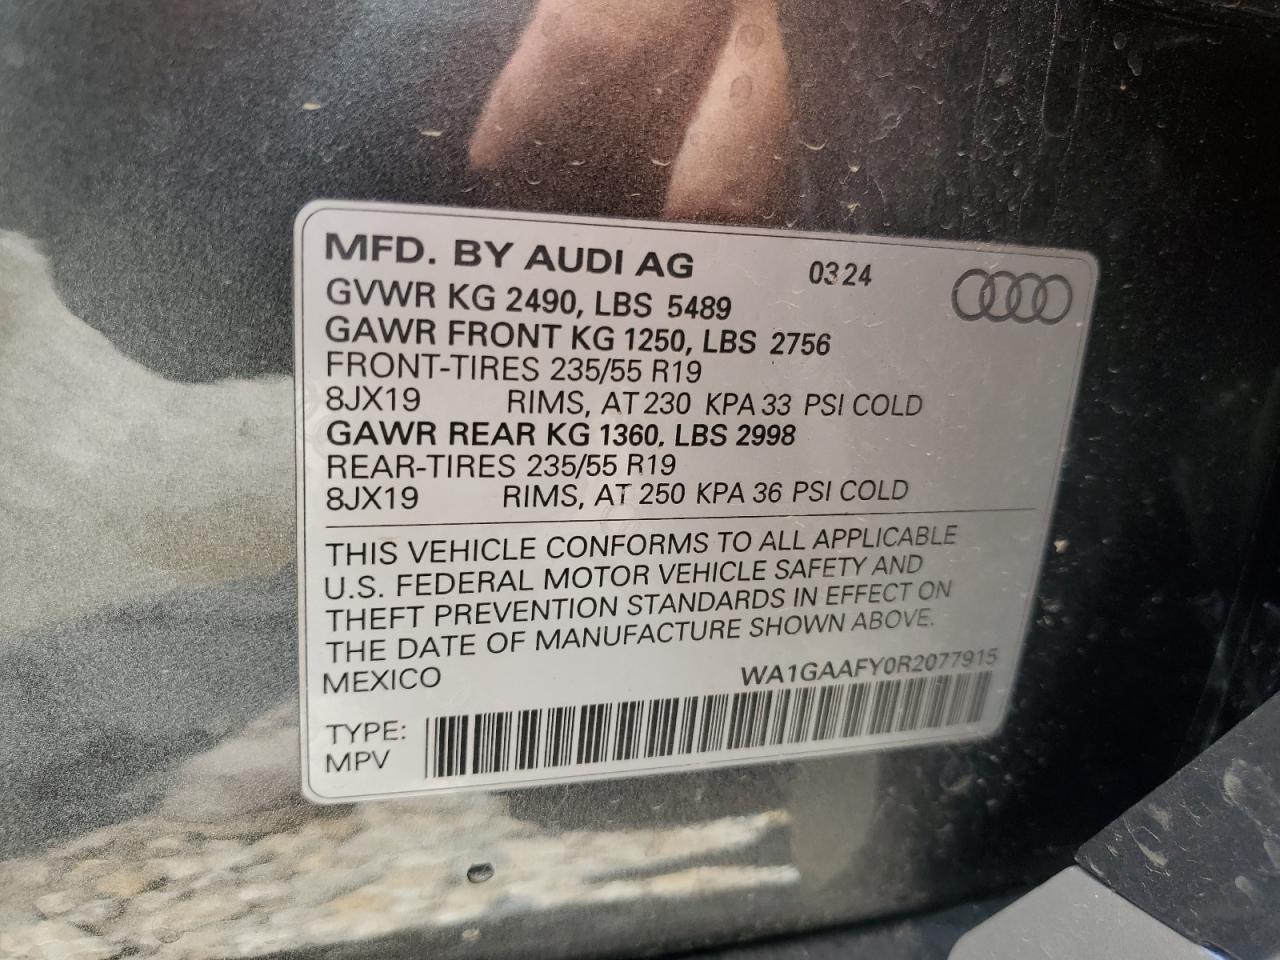 MFD. BY AUDI AG 03 24
GVWR KG 2490, LBS 5489
GAWR FRONT KG 1250, LBS 2756
FRONT-TIRES 235/55 R19
8JX19 RIMS, AT 230 KPA 33 PSI COLD
GAWR REAR KG 1360, LBS 2998
REAR-TIRES 235/55 R19
8JX19 RIMS, AT 250 KPA 36 PSI COLD
THIS VEHICLE CONFORMS TO ALL APPLICABLE
U.S. FEDERAL MOTOR VEHICLE SAFETY AND
THEFT PREVENTION STANDARDS IN EFFECT ON
THE DATE OF MANUFACTURE SHOWN ABOVE.
MEXICO WA1GAAFY0R2077915
TYPE:
MPV